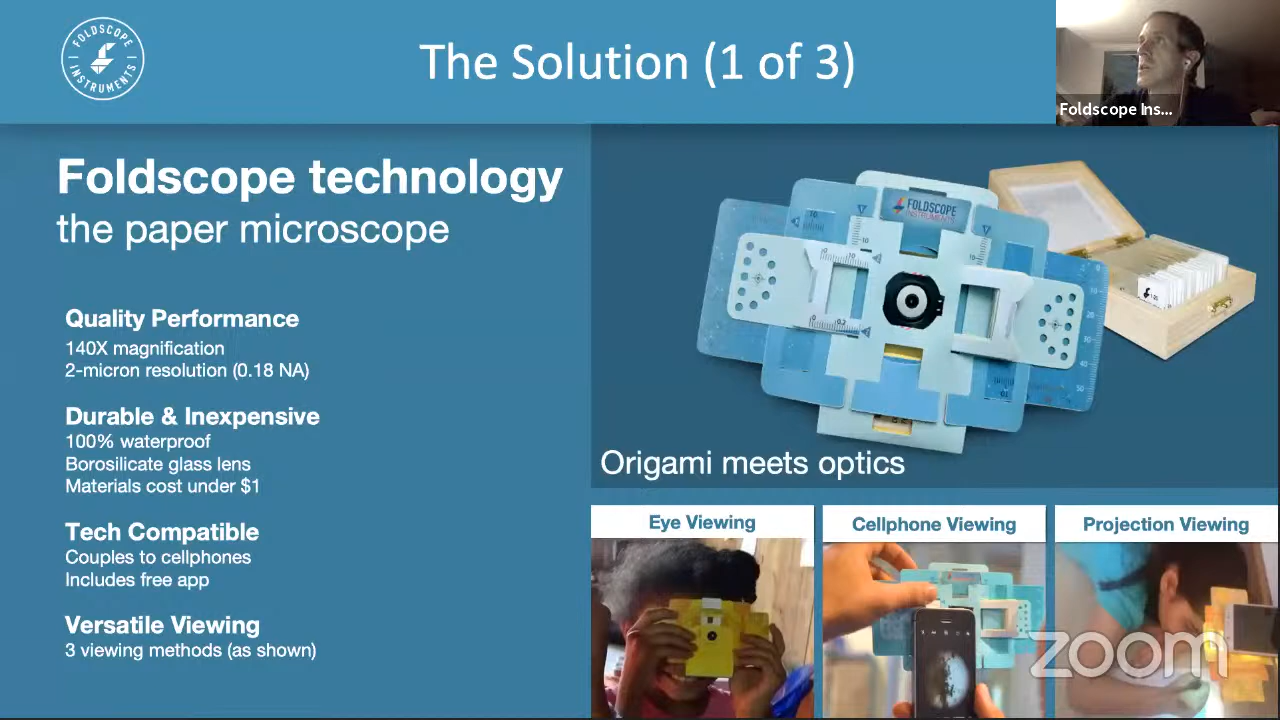 FOLDSCOPE
INSTRUMENTS
The Solution (1 of 3)
Foldscope Ins...
Foldscope technology
the paper microscope
Quality Performance
140X magnification
2-micron resolution (0.18 NA)
Durable & Inexpensive
100% waterproof
Borosilicate glass lens
Materials cost under $1
Tech Compatible
Couples to cellphones
Includes free app
Versatile Viewing
3 viewing methods (as shown)
FOLDSCOPE
INSTRUMENTS
Origami meets optics
Eye Viewing
Cellphone Viewing
Projection Viewing
zoom